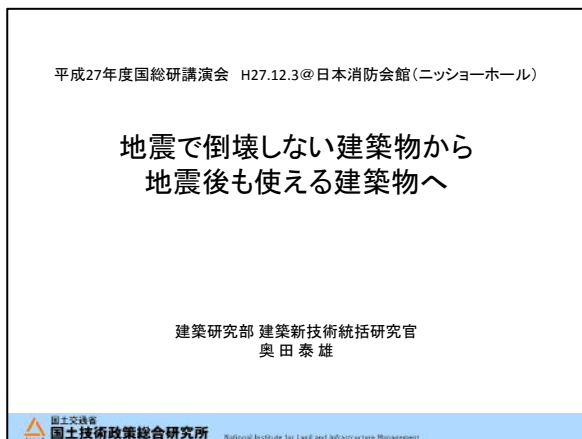 平成27年度国総研講演会　H27.12.3@日本消防会館(ニッショーホール)
地震で倒壊しない建築物から
地震後も使える建築物へ
建築研究部 建築新技術統括研究官
奥 田 泰 雄
国土交通省
国土技術政策総合研究所
National Institute for Land and Infrastructure Management